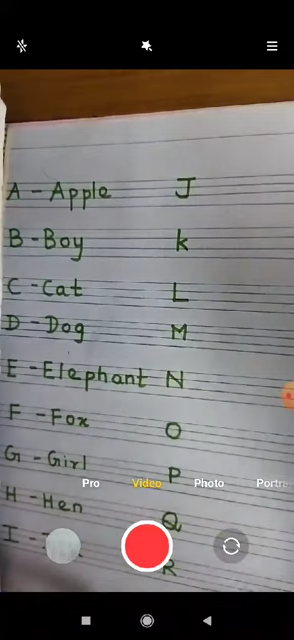 A - Apple J
B - Boy k
C - Cat L
D - Dog M
E - Elephant N
F - Fox O
G - Girl P
Pro Video Photo
H - Hen Q
I - R